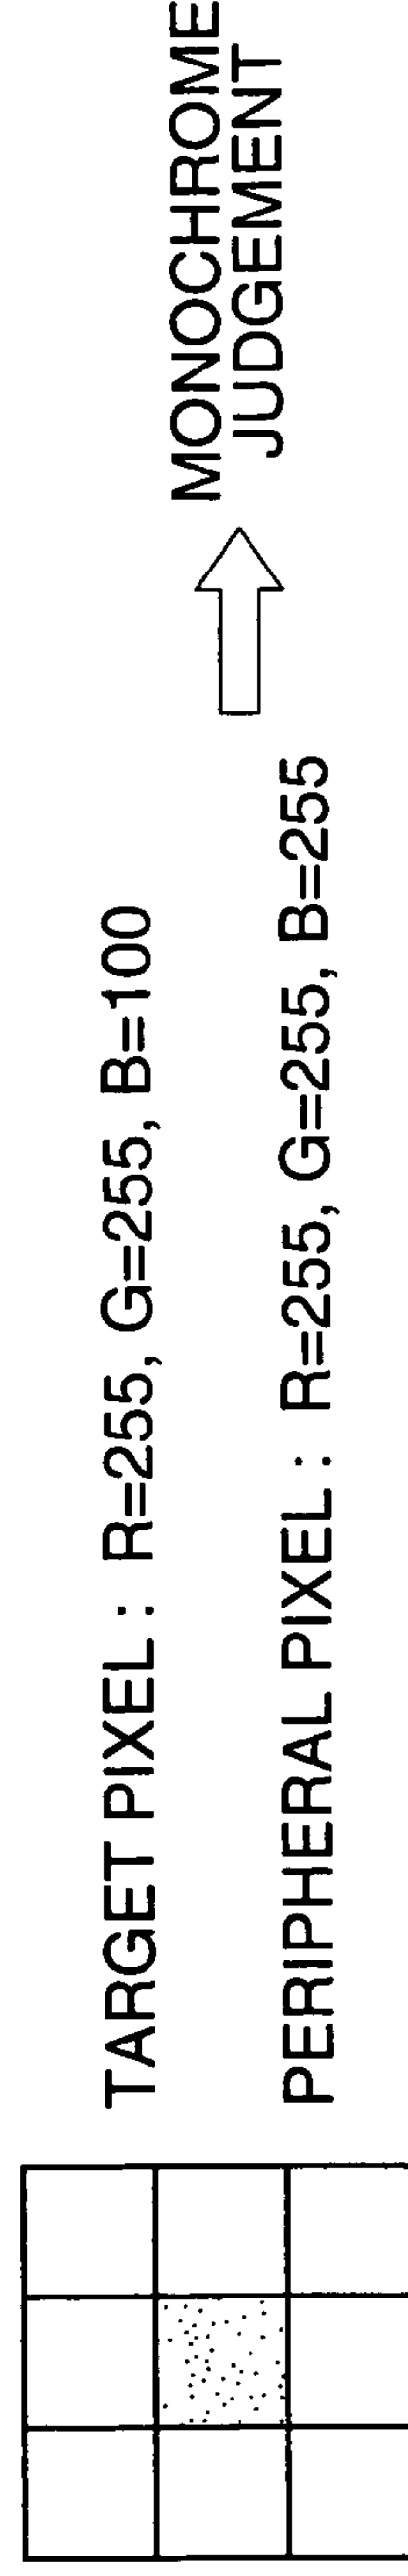 TARGET PIXEL : R=255, G=255, B=100
PERIPHERAL PIXEL : R=255, G=255, B=255
MONOCHROME
JUDGEMENT